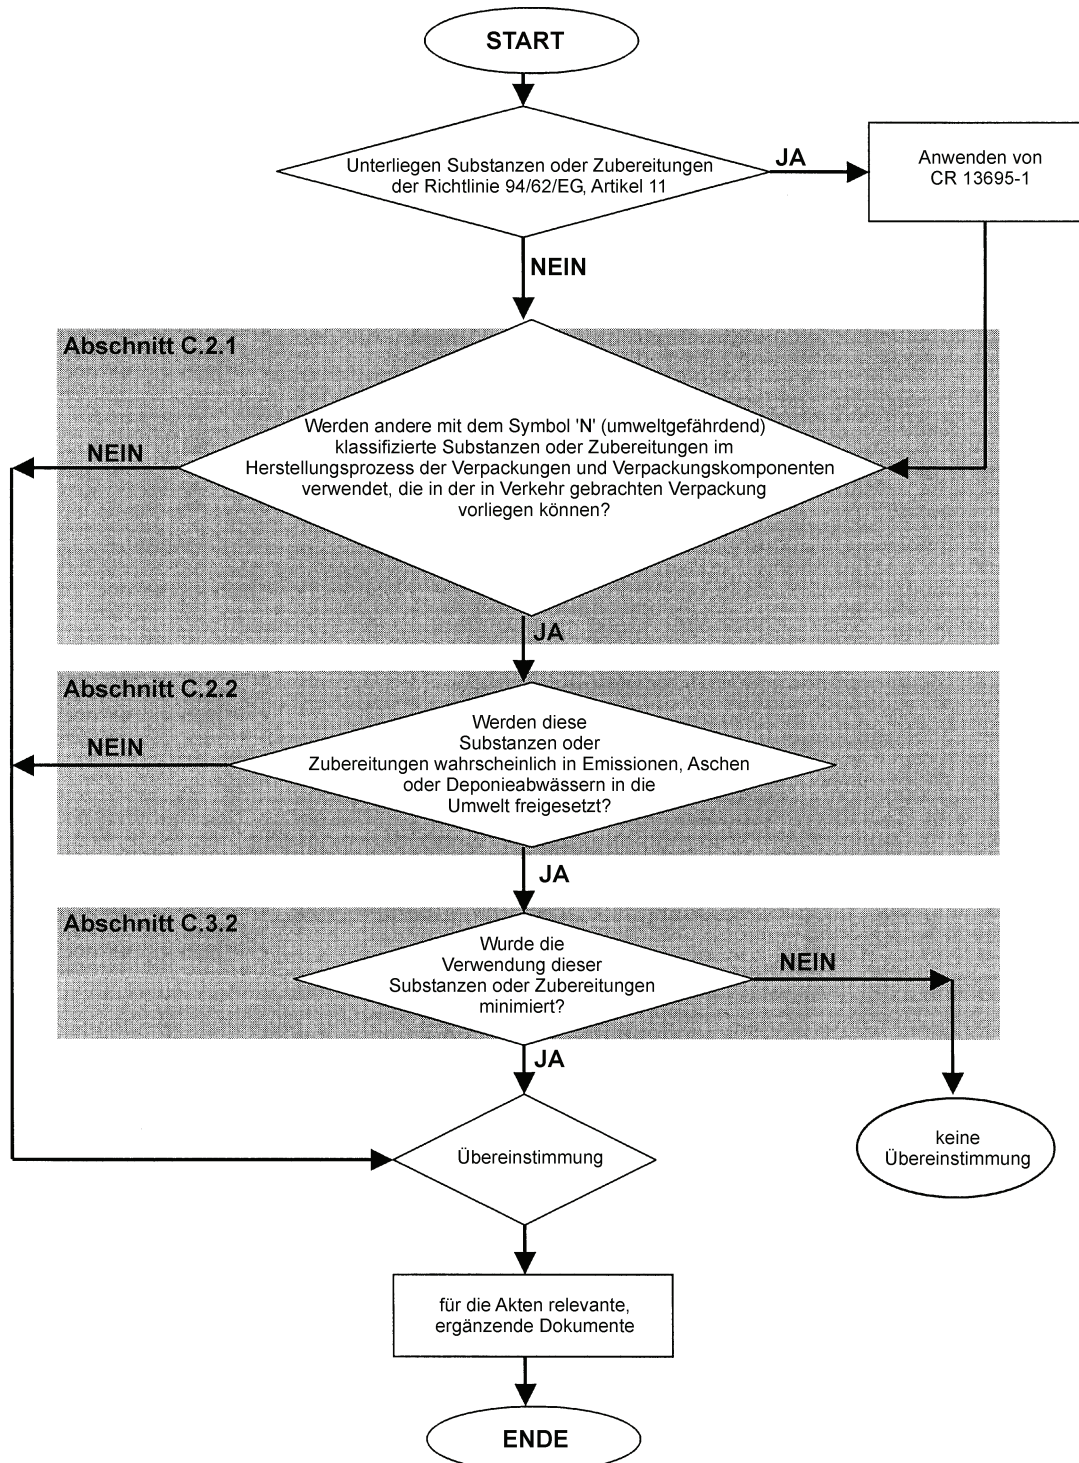 START
Unterliegen Substanzen oder Zubereitungen
der Richtlinie 94/62/EG, Artikel 11
JA
Anwenden von
CR 13695-1
NEIN
Abschnitt C.2.1
Werden andere mit dem Symbol 'N' (umweltgefährdend)
klassifizierte Substanzen oder Zubereitungen im
Herstellungsprozess der Verpackungen und Verpackungskomponenten
verwendet, die in der in Verkehr gebrachten Verpackung
vorliegen können?
NEIN
JA
Abschnitt C.2.2
Werden diese
Substanzen oder
Zubereitungen wahrscheinlich in Emissionen, Aschen
oder Deponieabwässern in die
Umwelt freigesetzt?
NEIN
JA
Abschnitt C.3.2
Wurde die
Verwendung dieser
Substanzen oder Zubereitungen
minimiert?
NEIN
JA
Übereinstimmung
keine
Übereinstimmung
für die Akten relevante,
ergänzende Dokumente
ENDE